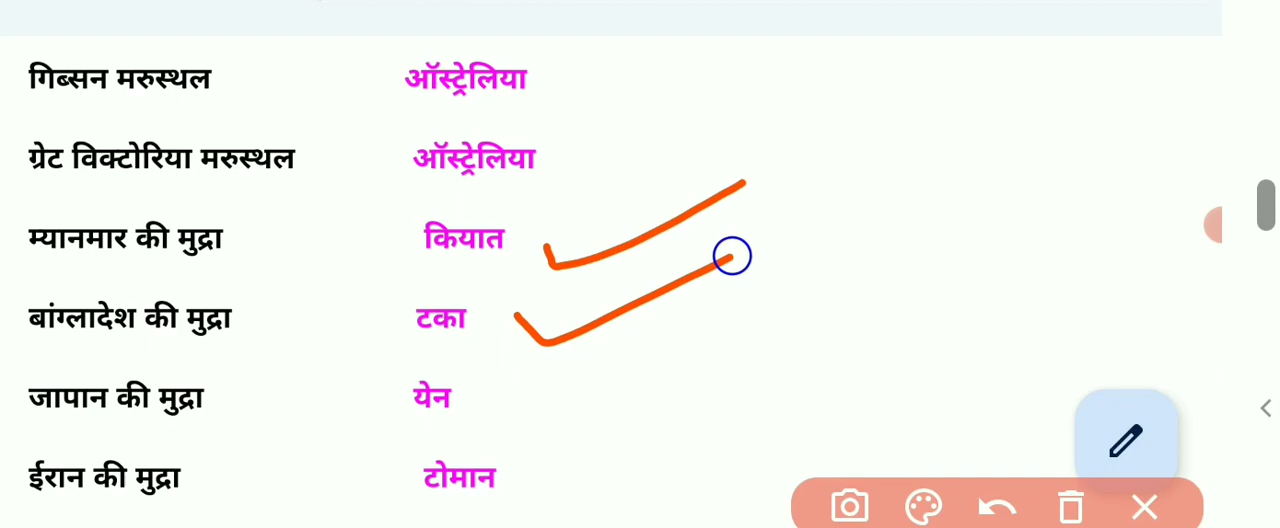 गिब्सन मरुस्थल ऑस्ट्रेलिया
ग्रेट विक्टोरिया मरुस्थल ऑस्ट्रेलिया
म्यानमार की मुद्रा कियात
बांग्लादेश की मुद्रा टका
जापान की मुद्रा येन
ईरान की मुद्रा टोमान